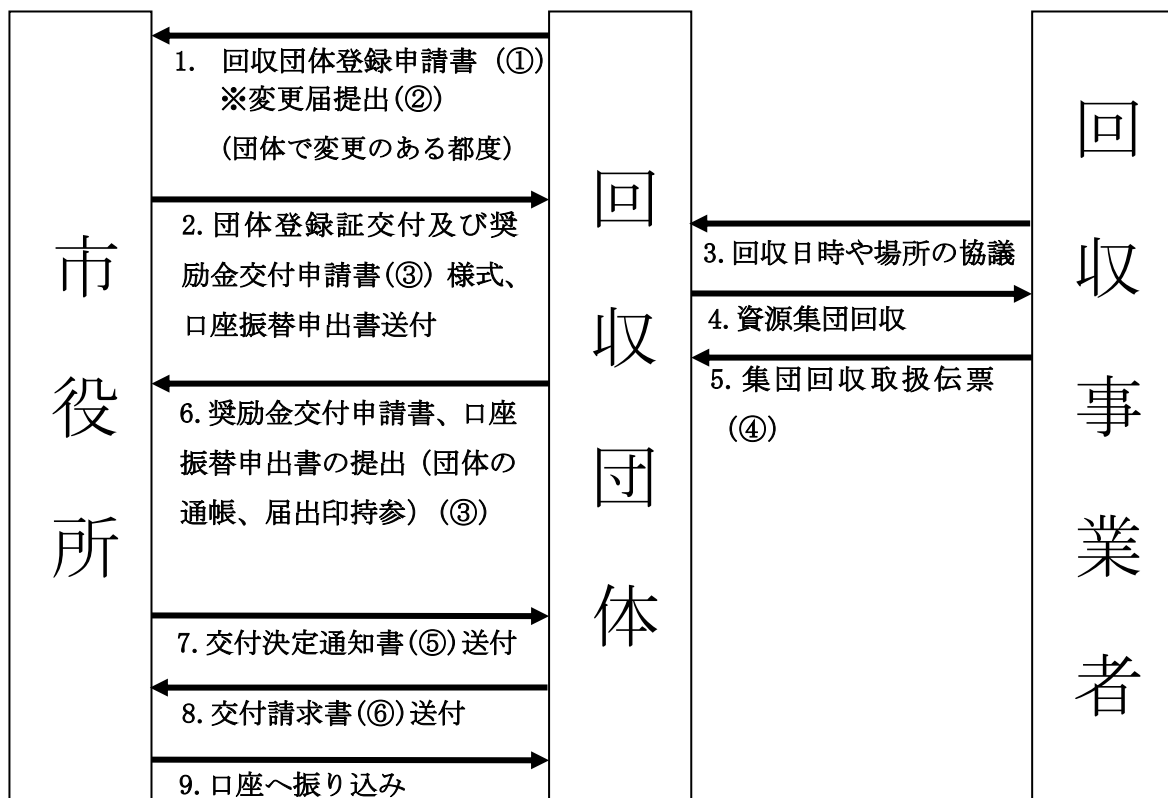 市役所
1. 回収団体登録申請書 (①)
※変更届提出(②)
(団体で変更のある都度)
2.団体登録証交付及び奨
励金交付申請書(③) 様式、
口座振替申出書送付
6.奨励金交付申請書、口座
振替申出書の提出 (団体の
通帳、届出印持参) (③)
7.交付決定通知書(⑤)送付
8.交付請求書(⑥)送付
9.口座へ振り込み
回収団体
3.回収日時や場所の協議
4.資源集団回収
5.集団回収取扱伝票
(④)
回収事業者